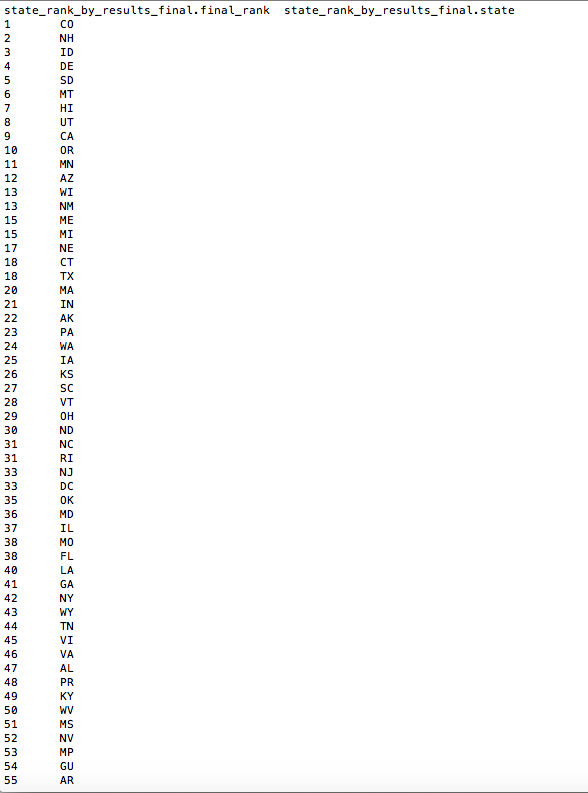 state_rank_by_results_final.final_rank  state_rank_by_results_final.state
1       CO
2       NH
3       ID
4       DE
5       SD
6       MT
7       HI
8       UT
9       CA
10      OR
11      MN
12      AZ
13      WI
13      NM
15      ME
15      MI
17      NE
18      CT
18      TX
20      MA
21      IN
22      AK
23      PA
24      WA
25      IA
26      KS
27      SC
28      VT
29      OH
30      ND
31      NC
31      RI
33      NJ
33      DC
35      OK
36      MD
37      IL
38      MO
38      FL
40      LA
41      GA
42      NY
43      WY
44      TN
45      VI
46      VA
47      AL
48      PR
49      KY
50      WV
51      MS
52      NV
53      MP
54      GU
55      AR